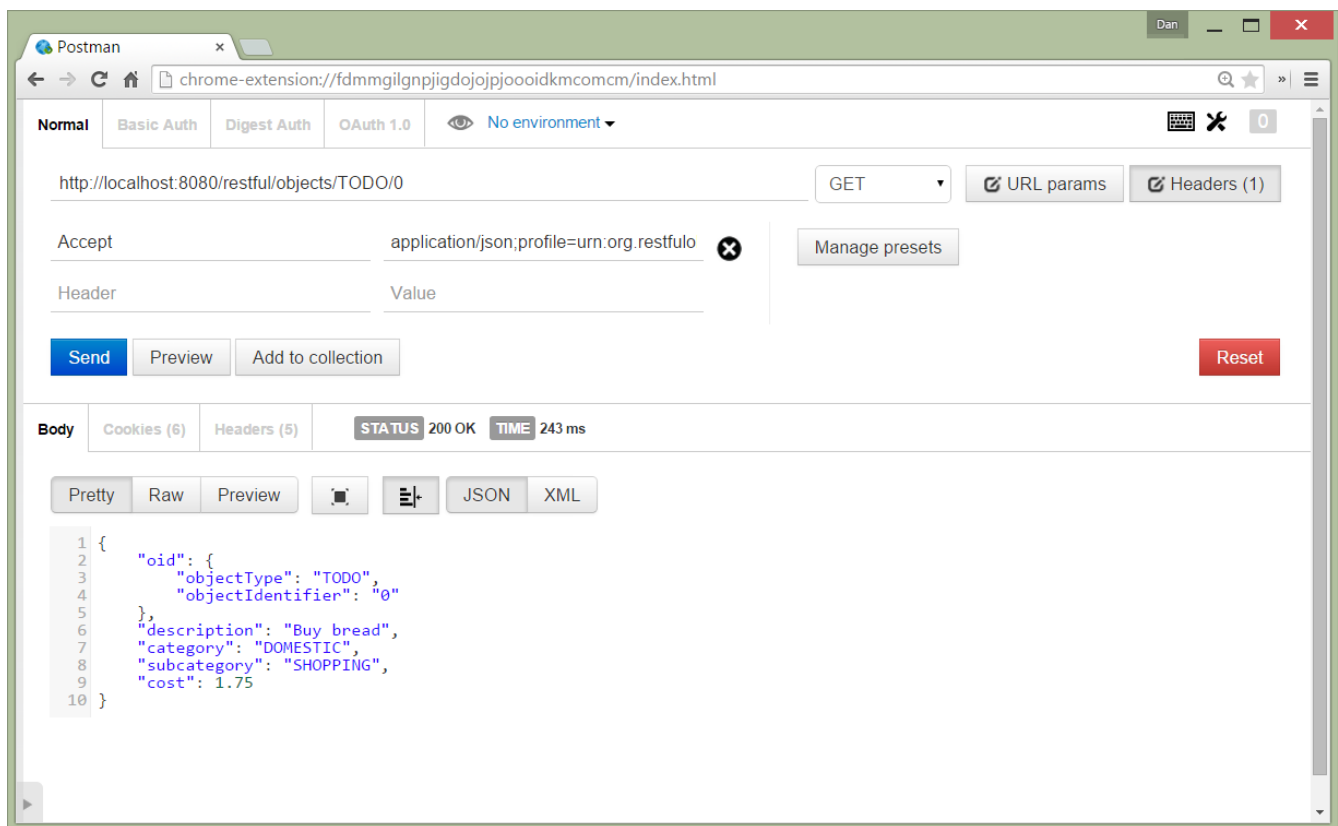 Dan
Postman
chrome-extension://fdmmgilgnpjigdojojpjoooidkmcomcm/index.html
Normal Basic Auth Digest Auth OAuth 1.0 No environment 0
http://localhost:8080/restful/objects/TODO/0 GET URL params Headers (1)
Accept application/json;profile=urn:org.restfulo Manage presets
Header Value
Send Preview Add to collection Reset
Body Cookies (6) Headers (5) STATUS 200 OK TIME 243 ms
Pretty Raw Preview JSON XML
1 {
2 "oid": {
3 "objectType": "TODO",
4 "objectIdentifier": "0"
5 },
6 "description": "Buy bread",
7 "category": "DOMESTIC",
8 "subcategory": "SHOPPING",
9 "cost": 1.75
10 }